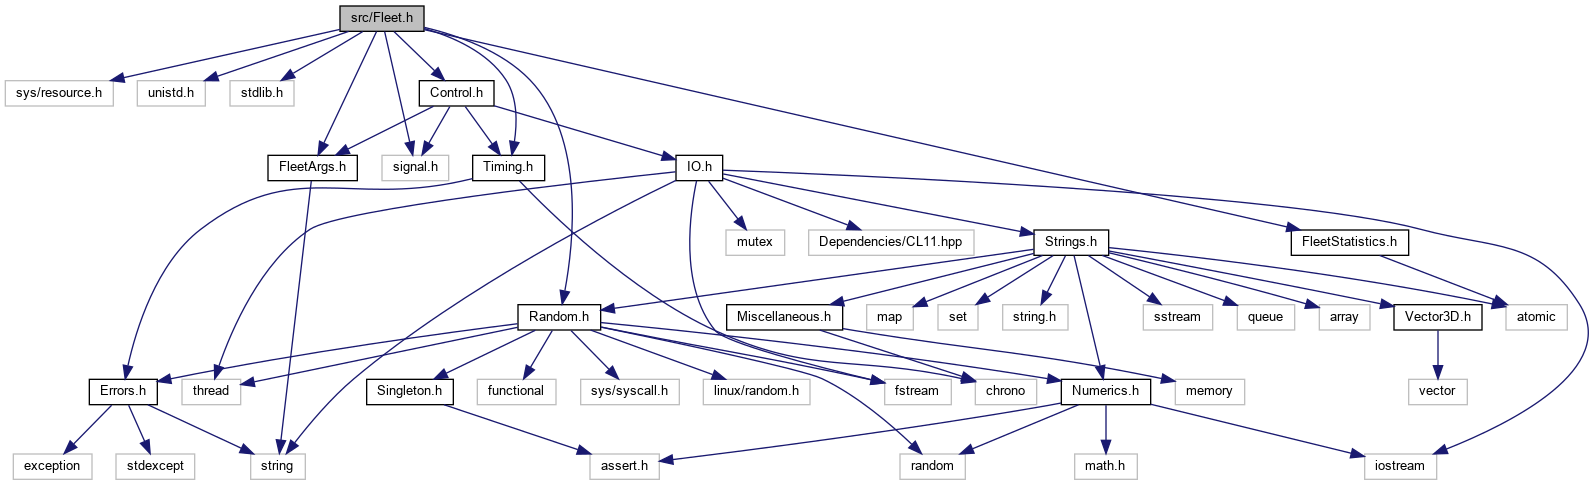 src/Fleet.h
sys/resource.h
unistd.h
stdlib.h
Control.h
FleetArgs.h
signal.h
Timing.h
IO.h
mutex
Dependencies/CL11.hpp
Strings.h
FleetStatistics.h
Random.h
Miscellaneous.h
map
set
string.h
sstream
queue
array
Vector3D.h
atomic
Errors.h
thread
Singleton.h
functional
sys/syscall.h
linux/random.h
fstream
chrono
Numerics.h
memory
vector
exception
stdexcept
string
assert.h
random
math.h
iostream